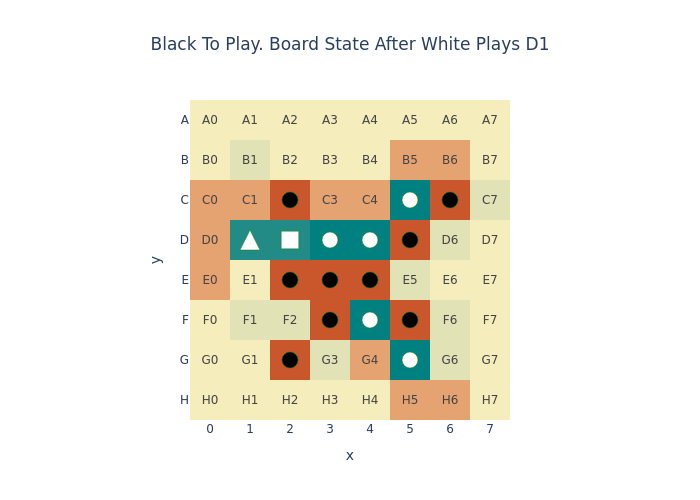 Black To Play. Board State After White Plays D1
A A0 A1 A2 A3 A4 A5 A6 A7
B B0 B1 B2 B3 B4 B5 B6 B7
C C0 C1 C3 C4 C7
D D0 D6 D7
E E0 E1 E5 E6 E7
F F0 F1 F2 F6 F7
G G0 G1 G3 G4 G6 G7
H H0 H1 H2 H3 H4 H5 H6 H7
0 1 2 3 4 5 6 7
x
y